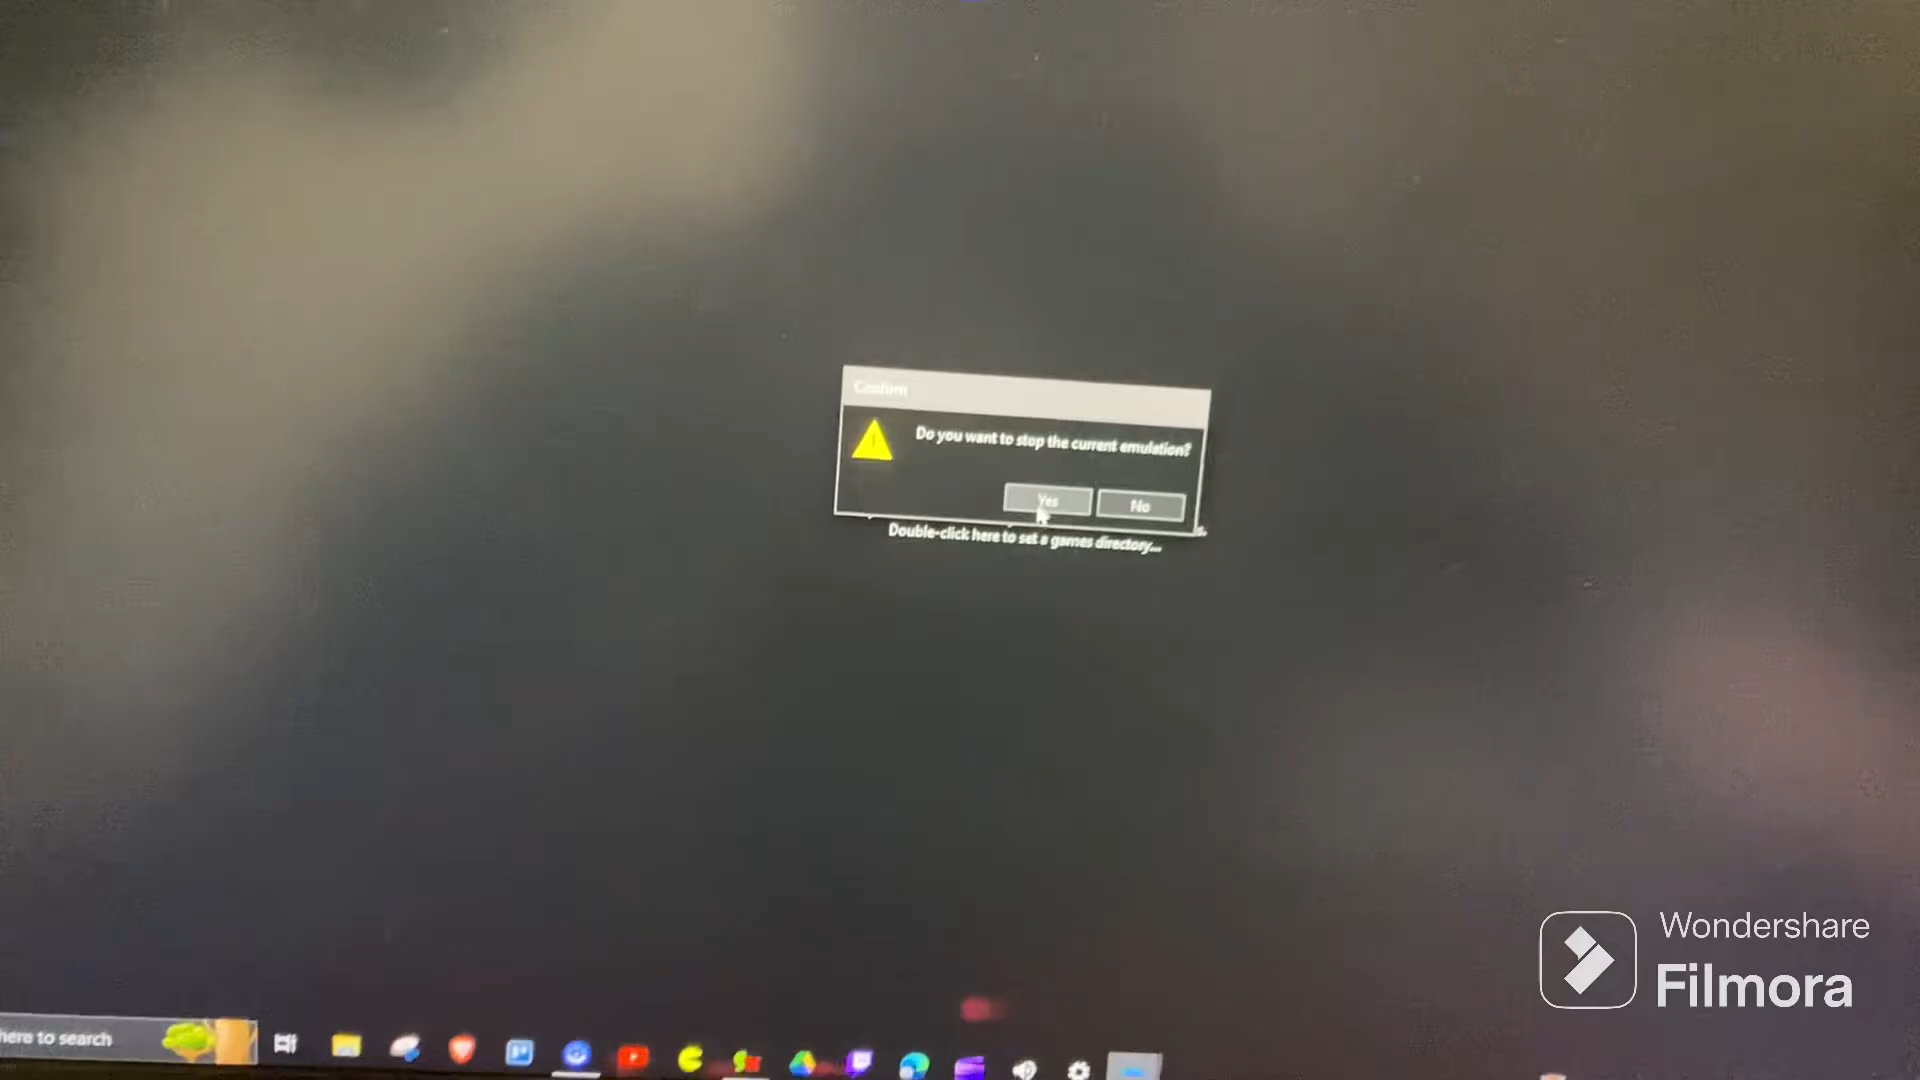 Confirm
Do you want to stop the current emulation?
Yes
No
Double-click here to set a games directory...
Wondershare
Filmora
here to search